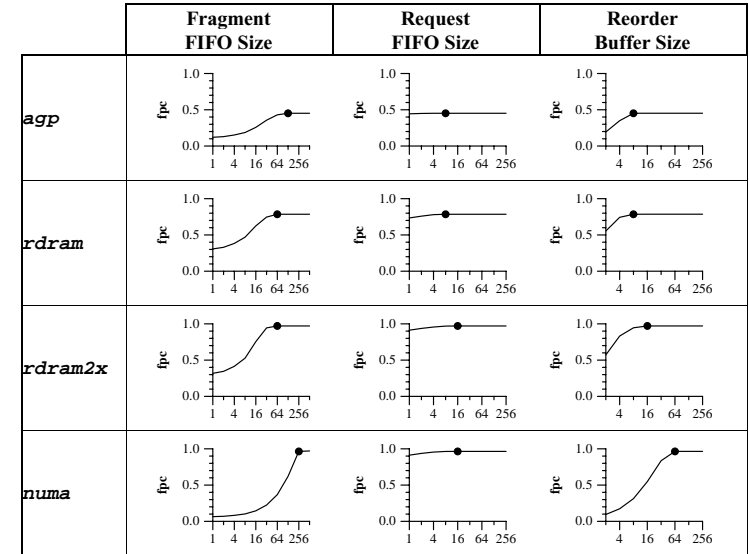 Fragment FIFO Size
Request FIFO Size
Reorder Buffer Size
agp
fpc
1.0
0.5
0.0
1 4 16 64 256
fpc
1.0
0.5
0.0
1 4 16 64 256
fpc
1.0
0.5
0.0
4 16 64 256
rdram
fpc
1.0
0.5
0.0
1 4 16 64 256
fpc
1.0
0.5
0.0
1 4 16 64 256
fpc
1.0
0.5
0.0
4 16 64 256
rdram2x
fpc
1.0
0.5
0.0
1 4 16 64 256
fpc
1.0
0.5
0.0
1 4 16 64 256
fpc
1.0
0.5
0.0
4 16 64 256
numa
fpc
1.0
0.5
0.0
1 4 16 64 256
fpc
1.0
0.5
0.0
1 4 16 64 256
fpc
1.0
0.5
0.0
4 16 64 256